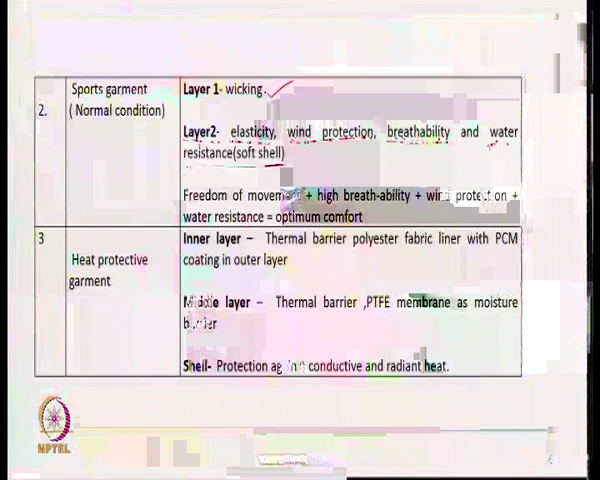 2.
Sports garment
( Normal condition)
Layer 1- wicking.
Layer2- elasticity, wind protection, breathability and water
resistance(soft shell)
Freedom of movement + high breath-ability + wind protection +
water resistance = optimum comfort
3
Heat protective
garment
Inner layer – Thermal barrier polyester fabric liner with PCM
coating in outer layer
Middle layer – Thermal barrier ,PTFE membrane as moisture
barrier
Shell- Protection against conductive and radiant heat.
NPTEL